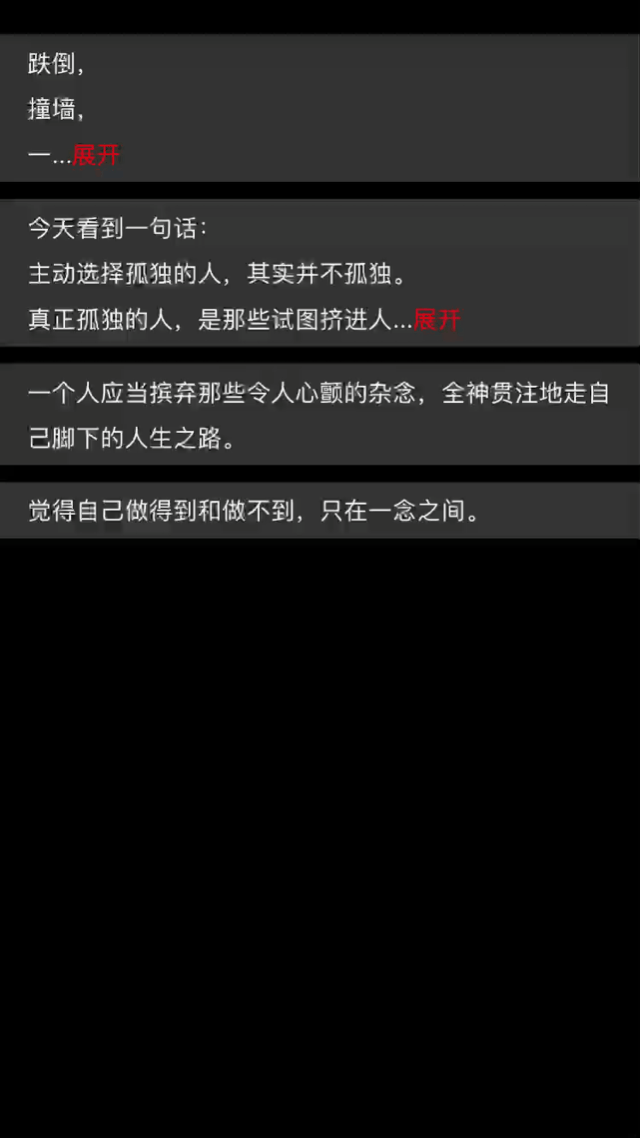 跌倒，
撞墙，
一...展开
今天看到一句话：
主动选择孤独的人，其实并不孤独。
真正孤独的人，是那些试图挤进人...展开
一个人应当摈弃那些令人心颤的杂念，全神贯注地走自
己脚下的人生之路。
觉得自己做得到和做不到，只在一念之间。